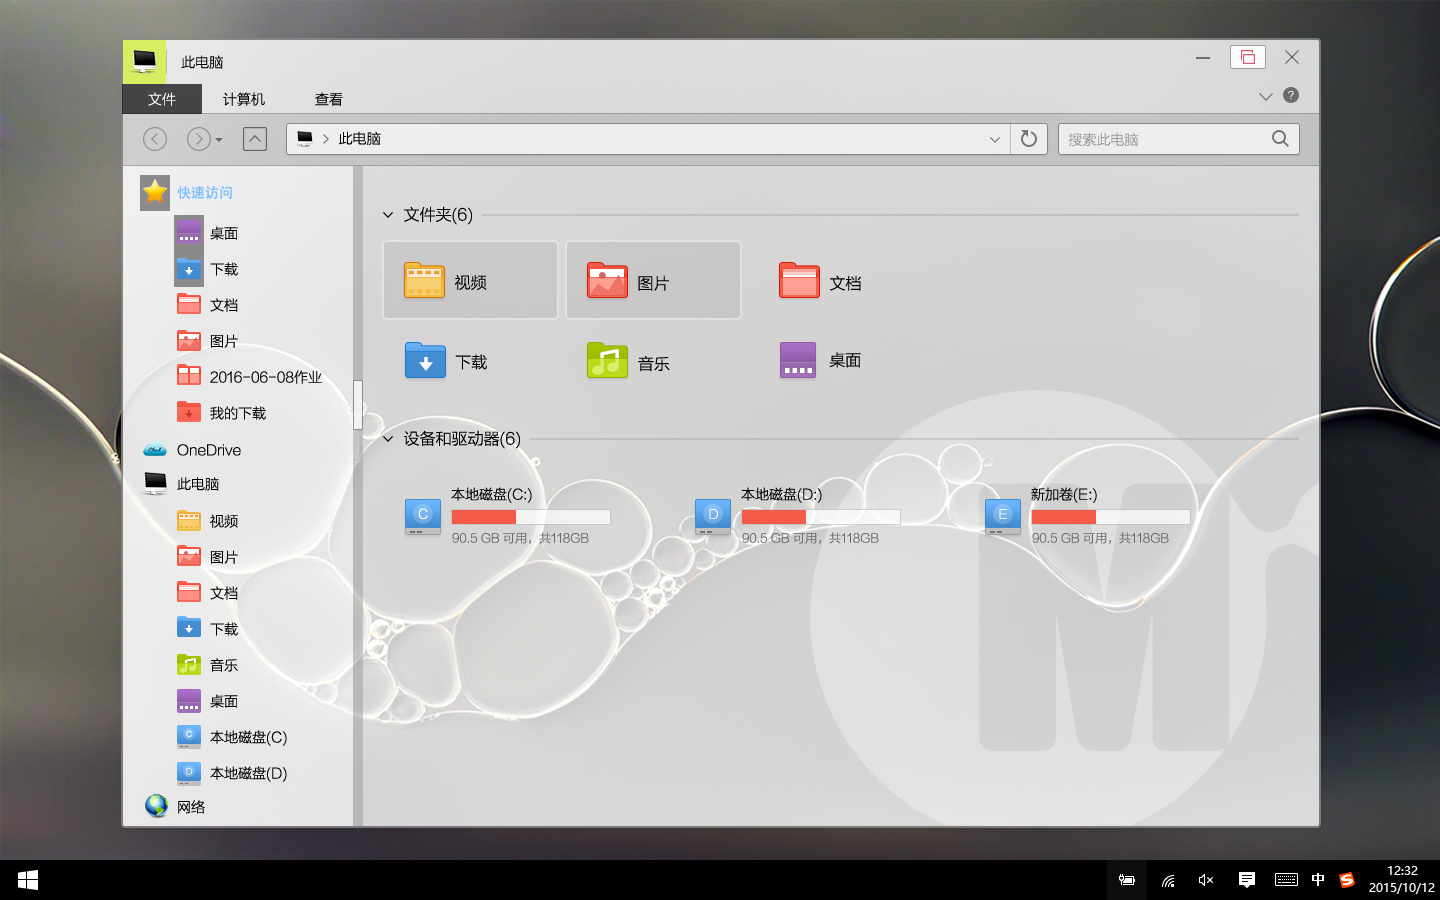 此电脑
文件 计算机 查看
?
此电脑
搜索此电脑
快速访问
桌面
下载
文档
图片
2016-06-08作业
我的下载
OneDrive
此电脑
视频
图片
文档
下载
音乐
桌面
本地磁盘(C)
本地磁盘(D)
网络
文件夹(6)
视频 图片 文档
下载 音乐 桌面
设备和驱动器(6)
C
本地磁盘(C:)
90.5 GB 可用，共118GB
D
本地磁盘(D:)
90.5 GB 可用，共118GB
E
新加卷(E:)
90.5 GB 可用，共118GB
Mi
中
12:32
2015/10/12